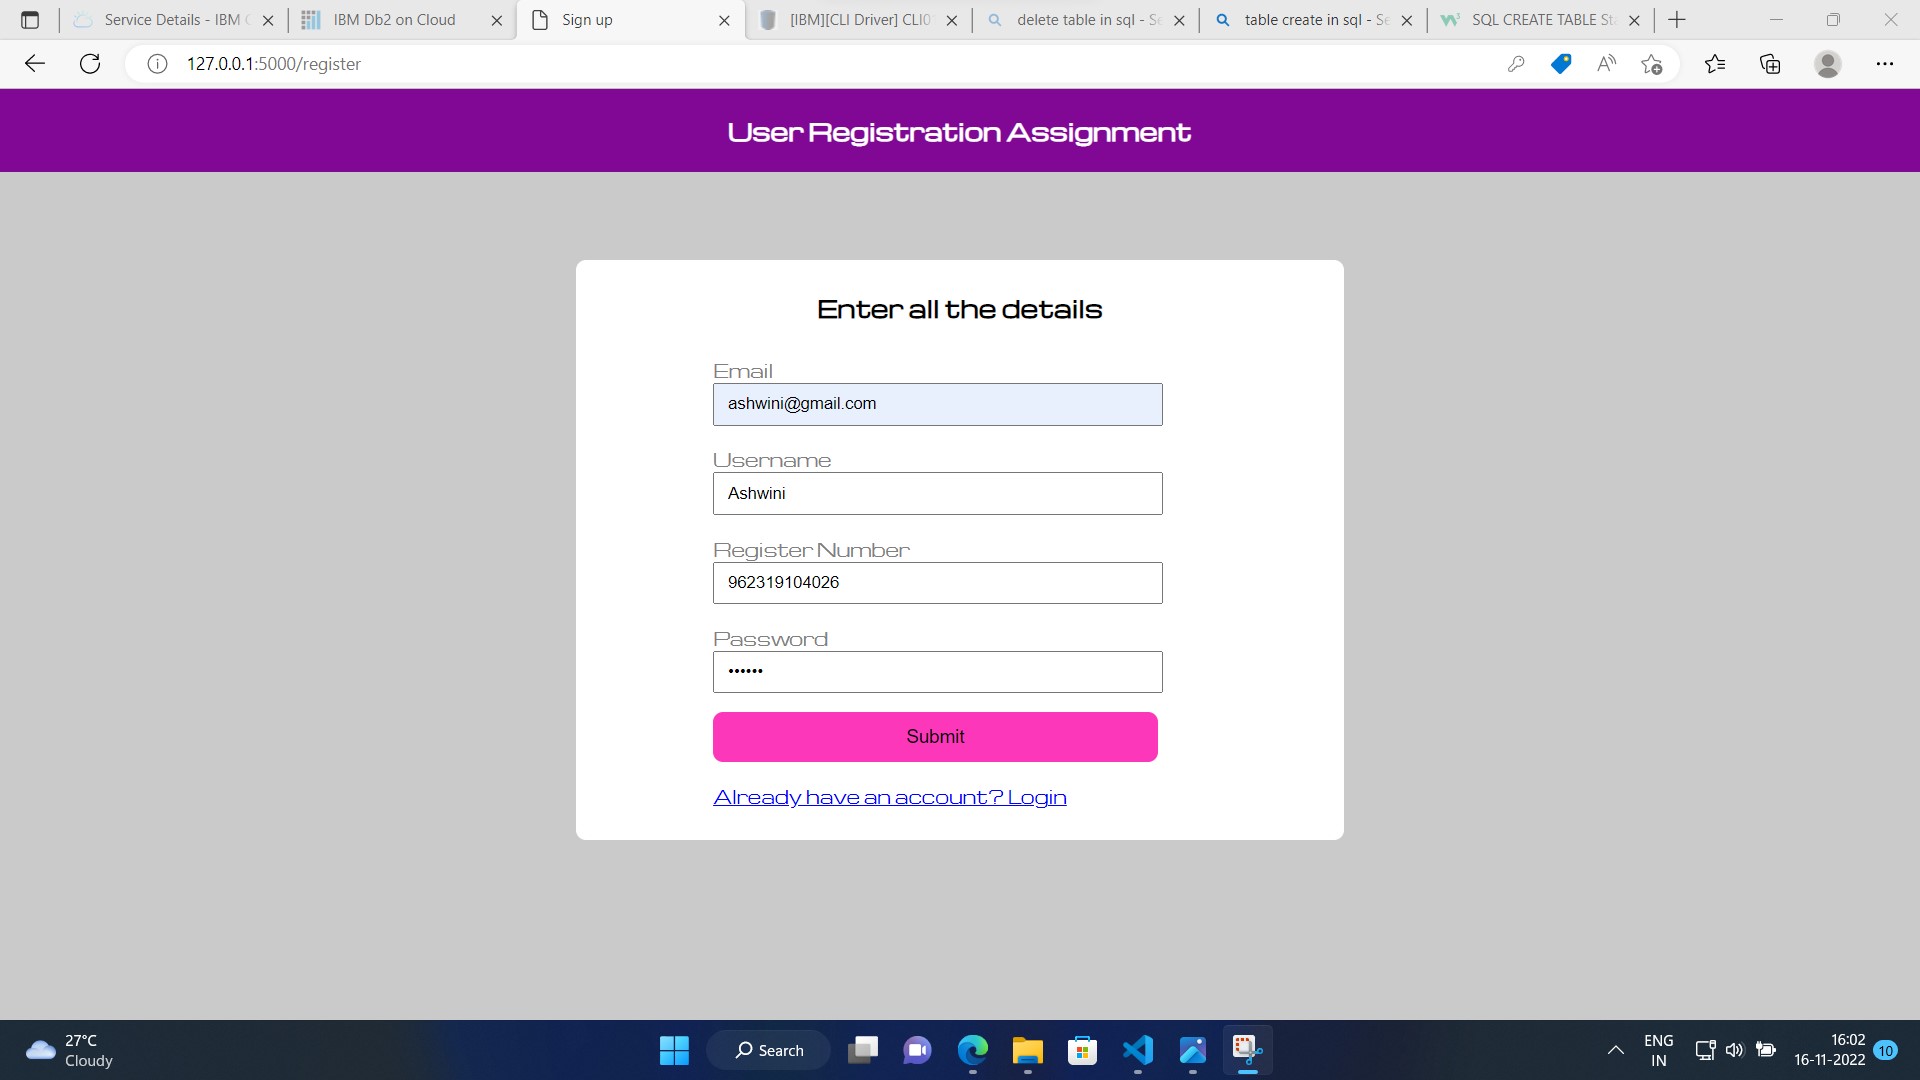 Service Details - IBM
IBM Db2 on Cloud
Sign up
[IBM][CLI Driver] CLI0
delete table in sql - Se
table create in sql - Se
SQL CREATE TABLE St
127.0.0.1:5000/register
User Registration Assignment
Enter all the details
Email
ashwini@gmail.com
Username
Ashwini
Register Number
962319104026
Password
••••••
Submit
Already have an account? Login
27°C
Cloudy
Search
ENG
IN
16:02
16-11-2022
10